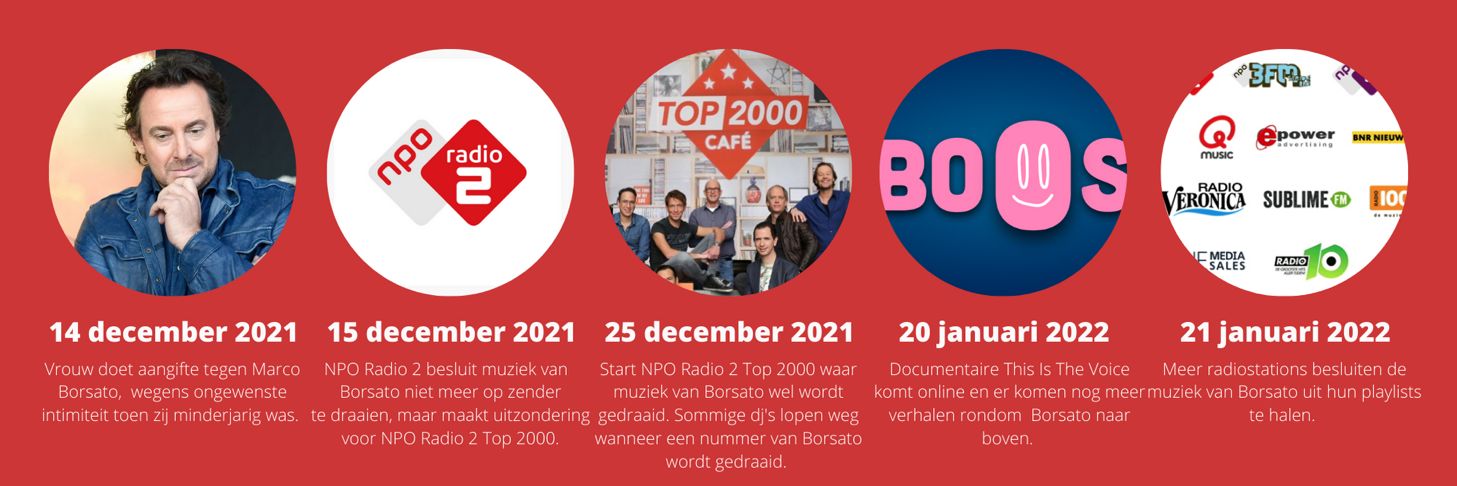 npo
radio
2
TOP 2000
CAFÉ
BOOS
npo 3FM
npo
Q
MUSIC
epower
advertising
BNR NIEUW
RADIO
VERONICA
SUBLIME FM
RADIO
100
MEDIA
SALES
RADIO 10
14 december 2021
Vrouw doet aangifte tegen Marco
Borsato,  wegens ongewenste
intimiteit toen zij minderjarig was.
15 december 2021
NPO Radio 2 besluit muziek van
Borsato niet meer op zender
te draaien, maar maakt uitzondering
voor NPO Radio 2 Top 2000.
25 december 2021
Start NPO Radio 2 Top 2000 waar
muziek van Borsato wel wordt
gedraaid. Sommige dj's lopen weg
wanneer een nummer van Borsato
wordt gedraaid.
20 januari 2022
Documentaire This Is The Voice
komt online en er komen nog meer
verhalen rondom  Borsato naar
boven.
21 januari 2022
Meer radiostations besluiten de
muziek van Borsato uit hun playlists
te halen.